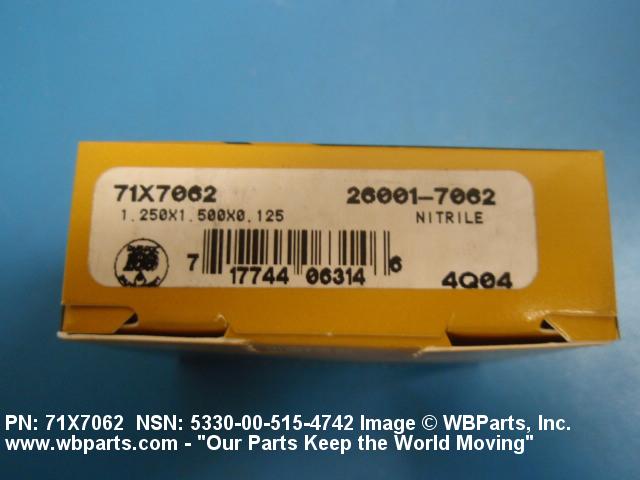 71X7062 26001-7062
1.250X1.500X0.125 NITRILE
7 17744 06314 6
4Q04
PN: 71X7062 NSN: 5330-00-515-4742 Image © WBParts, Inc.
www.wbparts.com - "Our Parts Keep the World Moving"